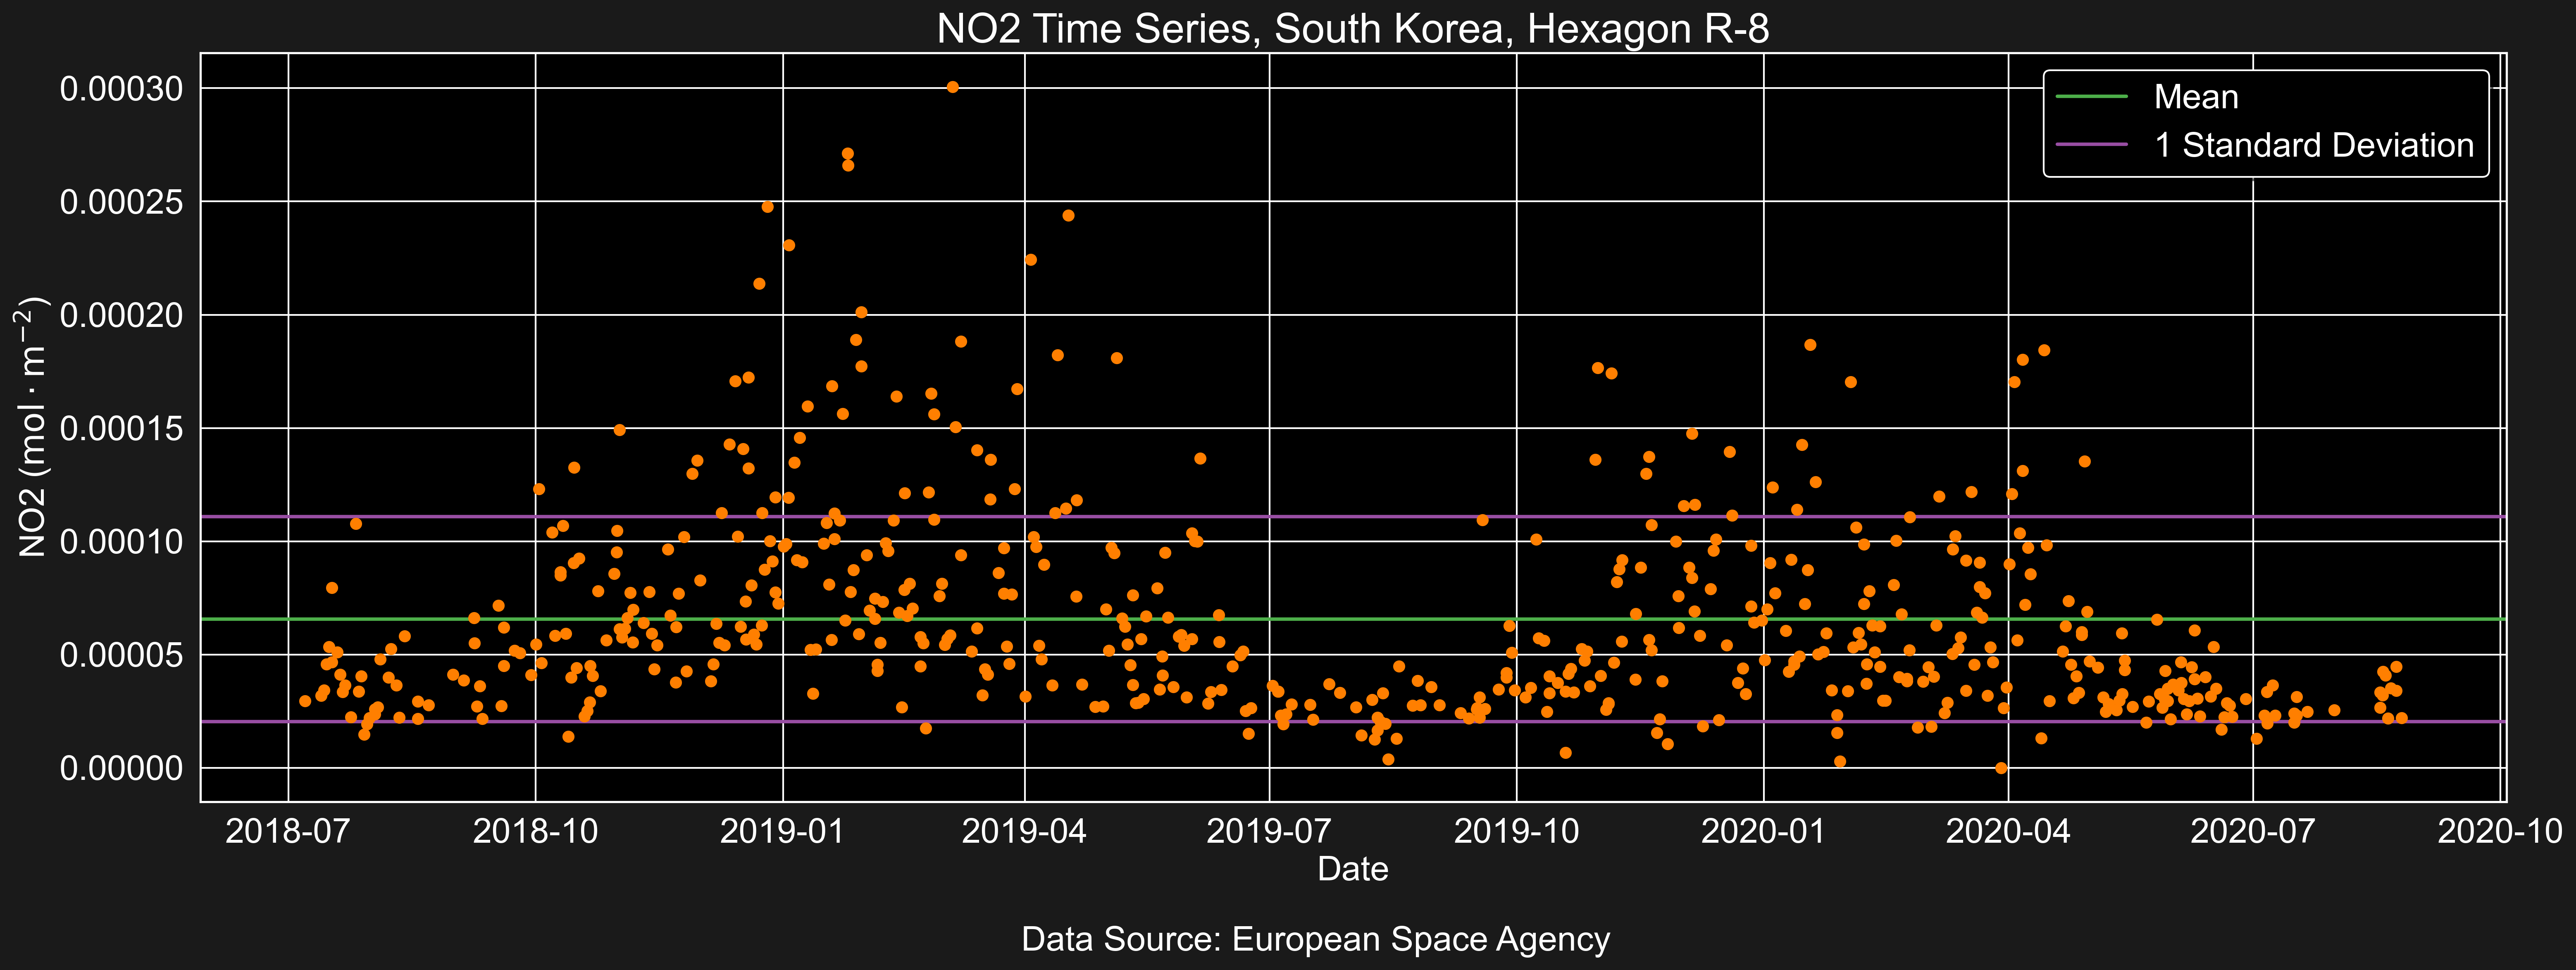 NO2 Time Series, South Korea, Hexagon R-8
Mean
1 Standard Deviation
NO2 (mol · m⁻²)
0.00030
0.00025
0.00020
0.00015
0.00010
0.00005
0.00000
2018-07 2018-10 2019-01 2019-04 2019-07 2019-10 2020-01 2020-04 2020-07 2020-10
Date
Data Source: European Space Agency